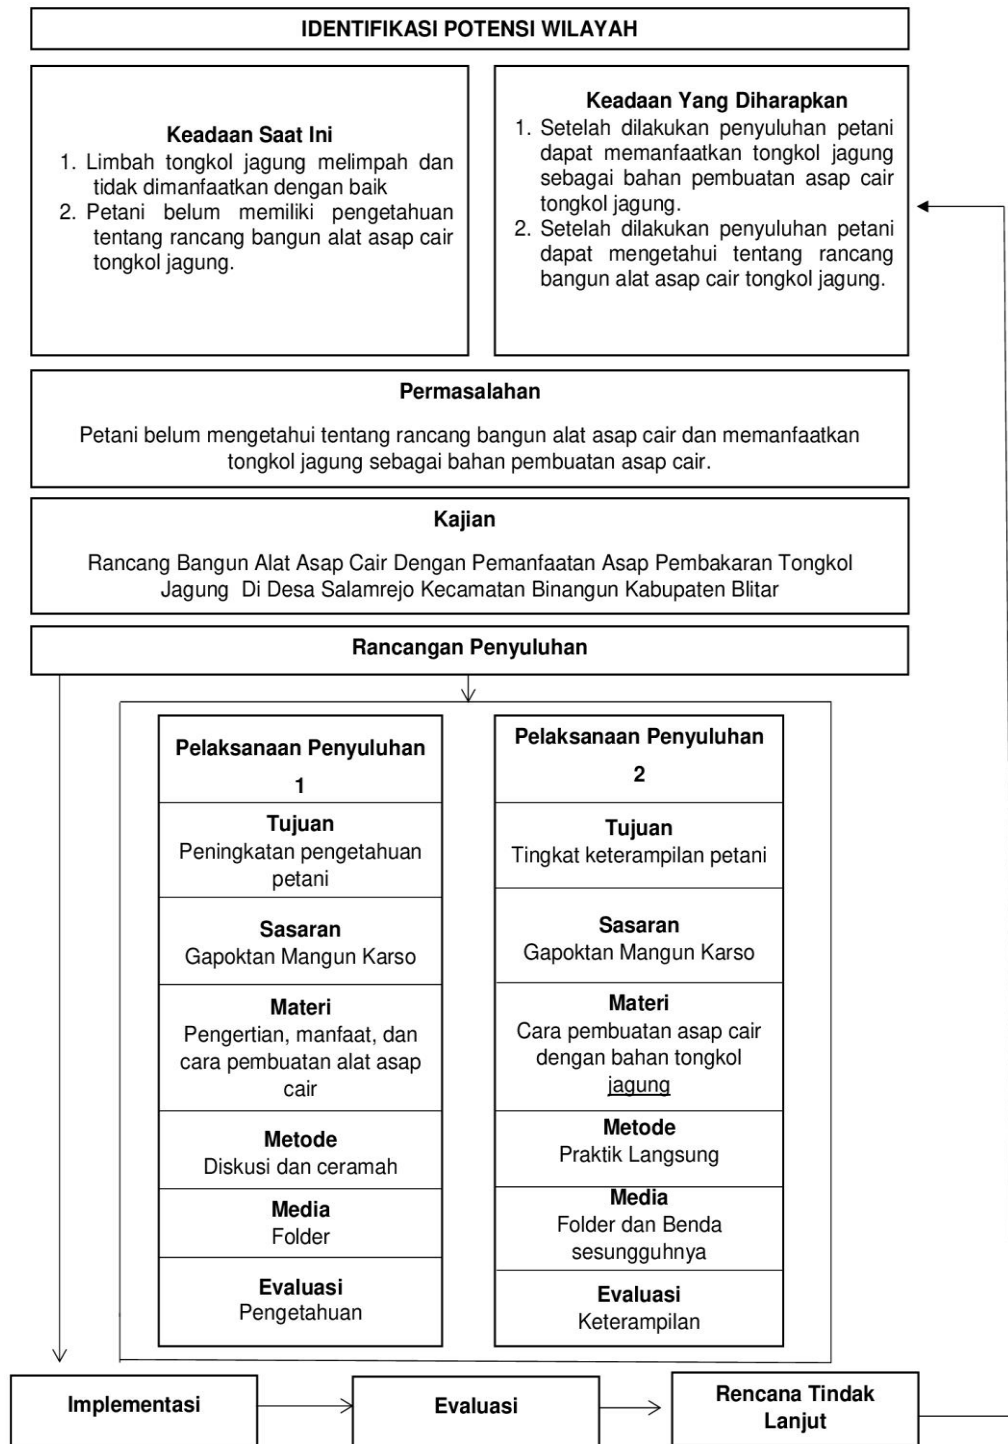 IDENTIFIKASI POTENSI WILAYAH
Keadaan Saat Ini
1. Limbah tongkol jagung melimpah dan
tidak dimanfaatkan dengan baik
2. Petani belum memiliki pengetahuan
tentang rancang bangun alat asap cair
tongkol jagung.
Keadaan Yang Diharapkan
1. Setelah dilakukan penyuluhan petani
dapat memanfaatkan tongkol jagung
sebagai bahan pembuatan asap cair
tongkol jagung.
2. Setelah dilakukan penyuluhan petani
dapat mengetahui tentang rancang
bangun alat asap cair tongkol jagung.
Permasalahan
Petani belum mengetahui tentang rancang bangun alat asap cair dan memanfaatkan
tongkol jagung sebagai bahan pembuatan asap cair.
Kajian
Rancang Bangun Alat Asap Cair Dengan Pemanfaatan Asap Pembakaran Tongkol
Jagung Di Desa Salamrejo Kecamatan Binangun Kabupaten Blitar
Rancangan Penyuluhan
Pelaksanaan Penyuluhan
1
Tujuan
Peningkatan pengetahuan
petani
Sasaran
Gapoktan Mangun Karso
Materi
Pengertian, manfaat, dan
cara pembuatan alat asap
cair
Metode
Diskusi dan ceramah
Media
Folder
Evaluasi
Pengetahuan
Pelaksanaan Penyuluhan
2
Tujuan
Tingkat keterampilan petani
Sasaran
Gapoktan Mangun Karso
Materi
Cara pembuatan asap cair
dengan bahan tongkol
jagung
Metode
Praktik Langsung
Media
Folder dan Benda
sesungguhnya
Evaluasi
Keterampilan
Implementasi
Evaluasi
Rencana Tindak
Lanjut